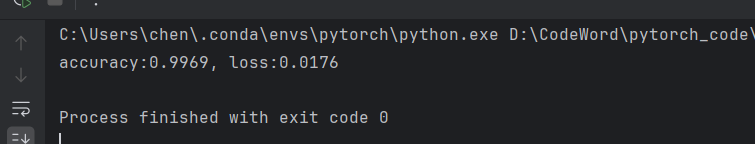 C:\Users\chen\.conda\envs\pytorch\python.exe D:\CodeWord\pytorch_code\
accuracy:0.9969, loss:0.0176
Process finished with exit code 0